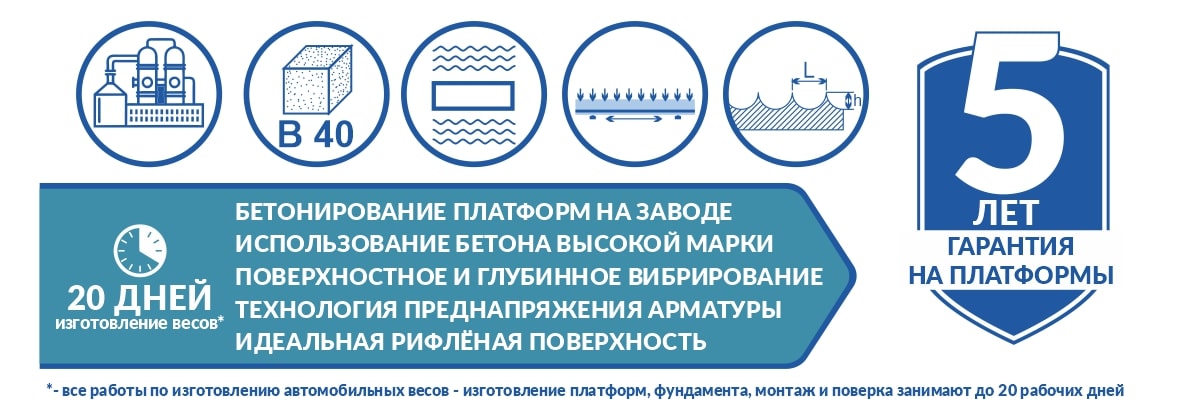 B 40
L
h
5
ЛЕТ
ГАРАНТИЯ
НА ПЛАТФОРМЫ
20 ДНЕЙ
изготовление весов*
БЕТОНИРОВАНИЕ ПЛАТФОРМ НА ЗАВОДЕ
ИСПОЛЬЗОВАНИЕ БЕТОНА ВЫСОКОЙ МАРКИ
ПОВЕРХНОСТНОЕ И ГЛУБИННОЕ ВИБРИРОВАНИЕ
ТЕХНОЛОГИЯ ПРЕДНАПРЯЖЕНИЯ АРМАТУРЫ
ИДЕАЛЬНАЯ РИФЛЁНАЯ ПОВЕРХНОСТЬ
*- все работы по изготовлению автомобильных весов - изготовление платформ, фундамента, монтаж и поверка занимают до 20 рабочих дней